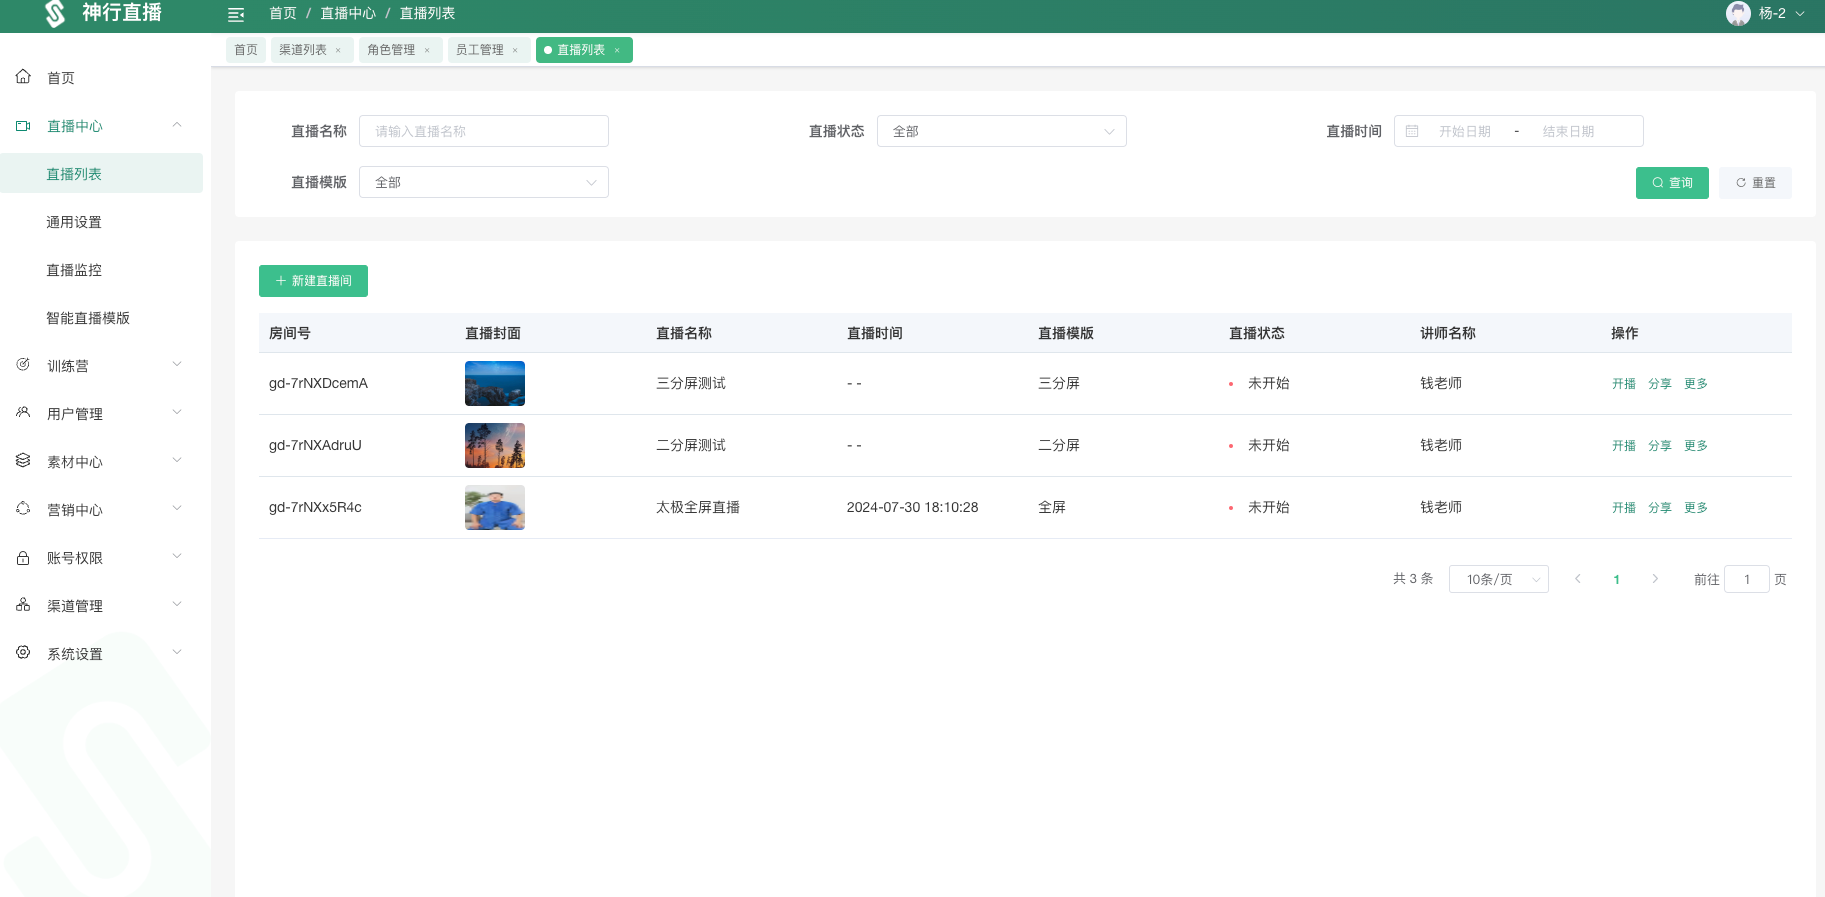 神行直播
首页 / 直播中心 / 直播列表
杨-2
首页 渠道列表 × 角色管理 × 员工管理 × 直播列表 ×
首页
直播中心
直播列表
通用设置
直播监控
智能直播模版
训练营
用户管理
素材中心
营销中心
账号权限
渠道管理
系统设置
直播名称 请输入直播名称 直播状态 全部 直播时间 开始日期 - 结束日期
直播模版 全部 查询 重置
新建直播间
房间号 直播封面 直播名称 直播时间 直播模版 直播状态 讲师名称 操作
gd-7rNXDcemA 三分屏测试 - - 三分屏 未开始 钱老师 开播 分享 更多
gd-7rNXAdruU 二分屏测试 - - 二分屏 未开始 钱老师 开播 分享 更多
gd-7rNXx5R4c 太极全屏直播 2024-07-30 18:10:28 全屏 未开始 钱老师 开播 分享 更多
共 3 条 10条/页 1 前往 1 页